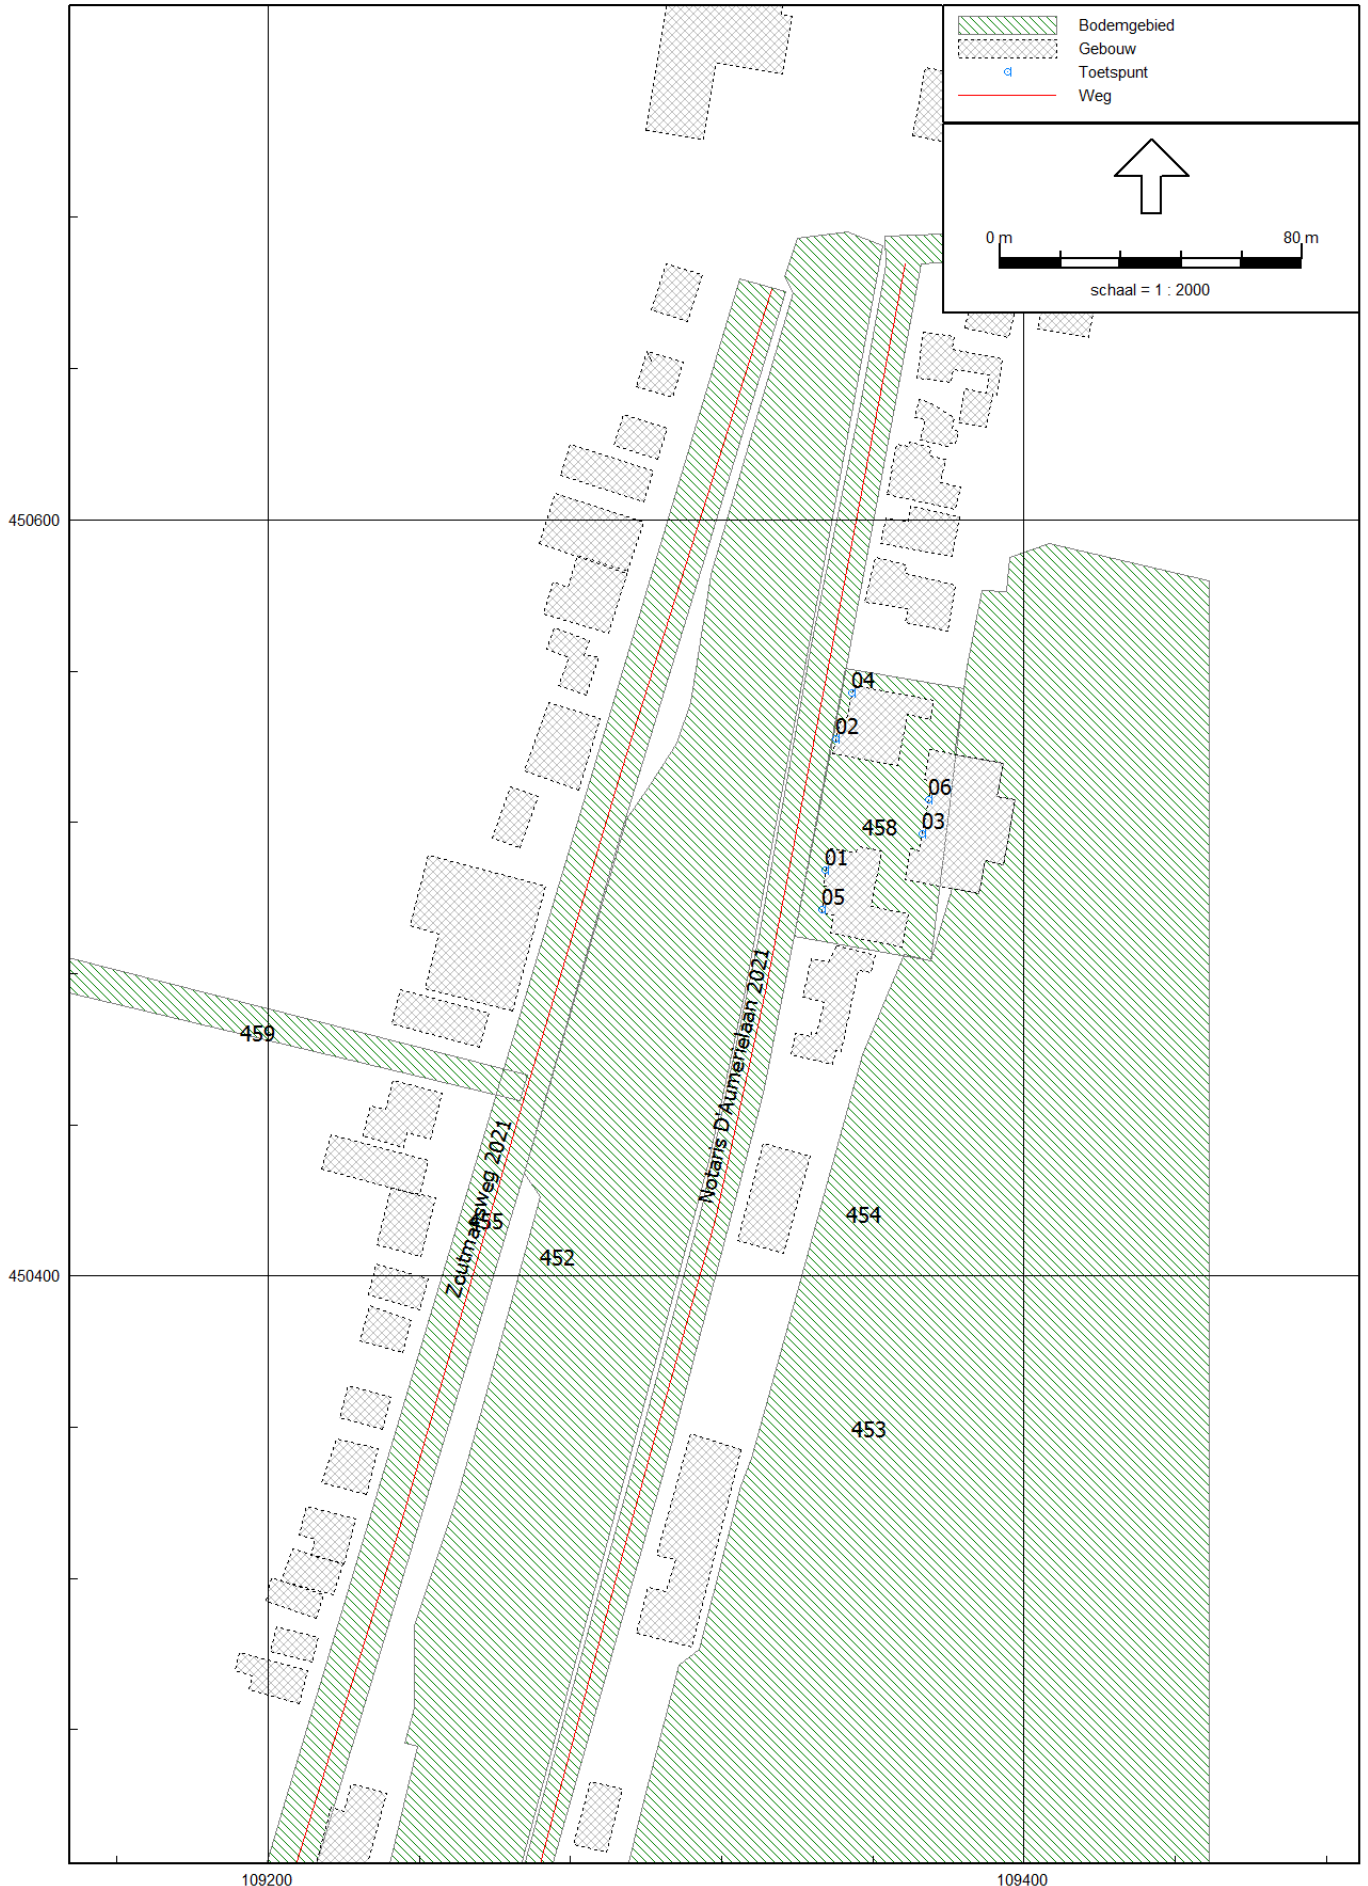 Bodemgebied
Gebouw
Toetspunt
Weg
0 m
80 m
schaal = 1 : 2000
450600
04
02
06
03
458
01
05
Notaris D'Aumerielaan 2021
459
Zoutmansweg 2021
455
454
452
450400
453
109200
109400